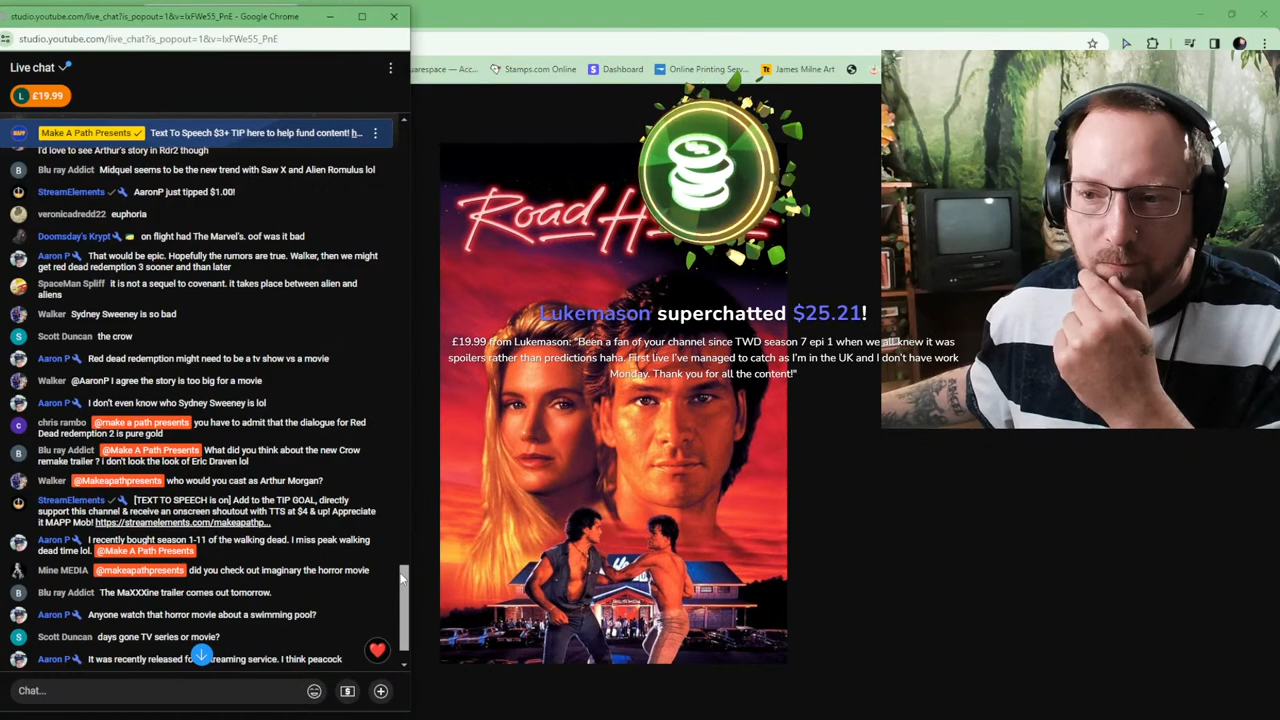 studio.youtube.com/live_chat?is_popout=1&v=IxFWe55_PnE - Google Chrome
studio.youtube.com/live_chat?is_popout=1&v=IxFWe55_PnE
Live chat
L £19.99
Make A Path Presents Text To Speech $3+ TIP here to help fund content! h...
I'd love to see Arthur's story in Rdr2 though
B Blu ray Addict Midquel seems to be the new trend with Saw X and Alien Romulus lol
StreamElements AaronP just tipped $1.00!
veronicadredd22 euphoria
Doomsday's Krypt on flight had The Marvel's. oof was it bad
Aaron P That would be epic. Hopefully the rumors are true. Walker, then we might
get red dead redemption 3 sooner and than later
SpaceMan Spliff it is not a sequel to covenant. it takes place between alien and
aliens
Walker Sydney Sweeney is so bad
S Scott Duncan the crow
Aaron P Red dead redemption might need to be a tv show vs a movie
Walker @AaronP I agree the story is too big for a movie
Aaron P I don't even know who Sydney Sweeney is lol
c chris rambo @make a path presents you have to admit that the dialogue for Red
Dead redemption 2 is pure gold
B Blu ray Addict @Make A Path Presents What did you think about the new Crow
remake trailer ? i don't look the look of Eric Draven lol
Walker @Makeapathpresents who would you cast as Arthur Morgan?
StreamElements [TEXT TO SPEECH is on] Add to the TIP GOAL, directly
support this channel & receive an onscreen shoutout with TTS at $4 & up! Appreciate
it MAPP Mob! https://streamelements.com/makeapathp...
Aaron P I recently bought season 1-11 of the walking dead. I miss peak walking
dead time lol. @Make A Path Presents
Mine MEDIA @makeapathpresents did you check out imaginary the horror movie
B Blu ray Addict The MaXXXine trailer comes out tomorrow.
Aaron P Anyone watch that horror movie about a swimming pool?
S Scott Duncan days gone TV series or movie?
Aaron P It was recently released fo streaming service. I think peacock
Chat...
quarespace — Acc...
Stamps.com Online
Dashboard
Online Printing Serv...
Tt James Milne Art
Road H
Lukemason superchatted $25.21!
£19.99 from Lukemason: "Been a fan of your channel since TWD season 7 epi 1 when we all knew it was
spoilers rather than predictions haha. First live I've managed to catch as I'm in the UK and I don't have work
Monday. Thank you for all the content!"